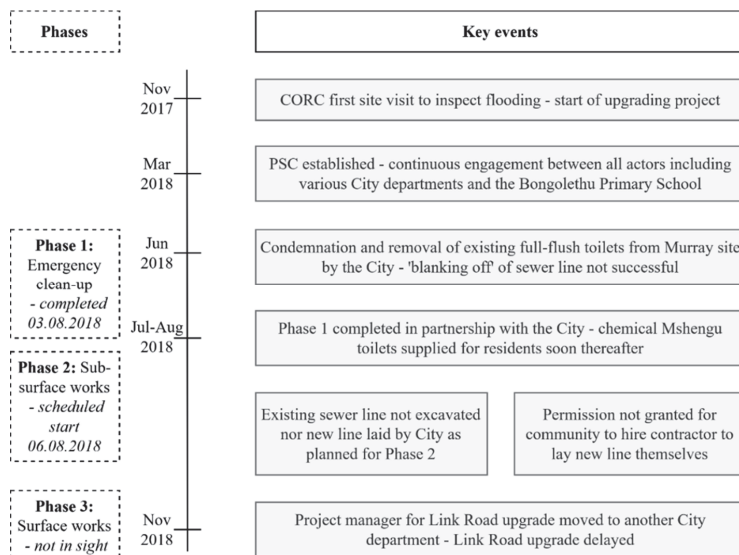 Phases
Key events
Nov
2017
CORC first site visit to inspect flooding - start of upgrading project
Mar
2018
PSC established - continuous engagement between all actors including
various City departments and the Bongolethu Primary School
Phase 1:
Emergency
clean-up
- completed
03.08.2018
Jun
2018
Condemnation and removal of existing full-flush toilets from Murray site
by the City - 'blanking off' of sewer line not successful
Jul-Aug
2018
Phase 1 completed in partnership with the City - chemical Mshengu
toilets supplied for residents soon thereafter
Phase 2: Sub-
surface works
- scheduled
start
06.08.2018
Existing sewer line not excavated
nor new line laid by City as
planned for Phase 2
Permission not granted for
community to hire contractor to
lay new line themselves
Phase 3:
Surface works
- not in sight
Nov
2018
Project manager for Link Road upgrade moved to another City
department - Link Road upgrade delayed